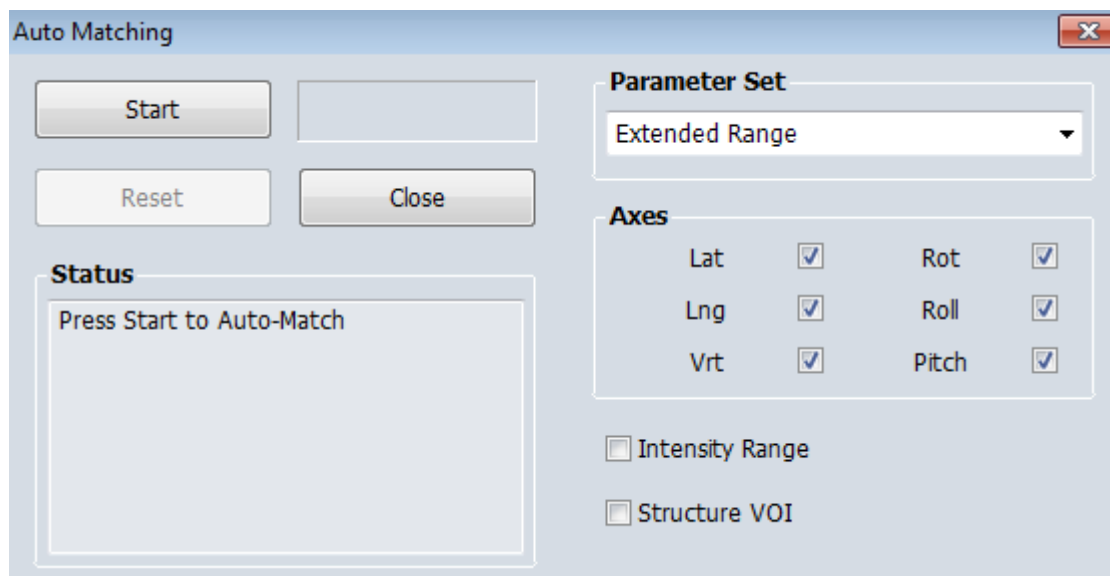 Auto Matching
Start
Reset
Close
Status
Press Start to Auto-Match
Parameter Set
Extended Range
Axes
Lat
Rot
Lng
Roll
Vrt
Pitch
Intensity Range
Structure VOI